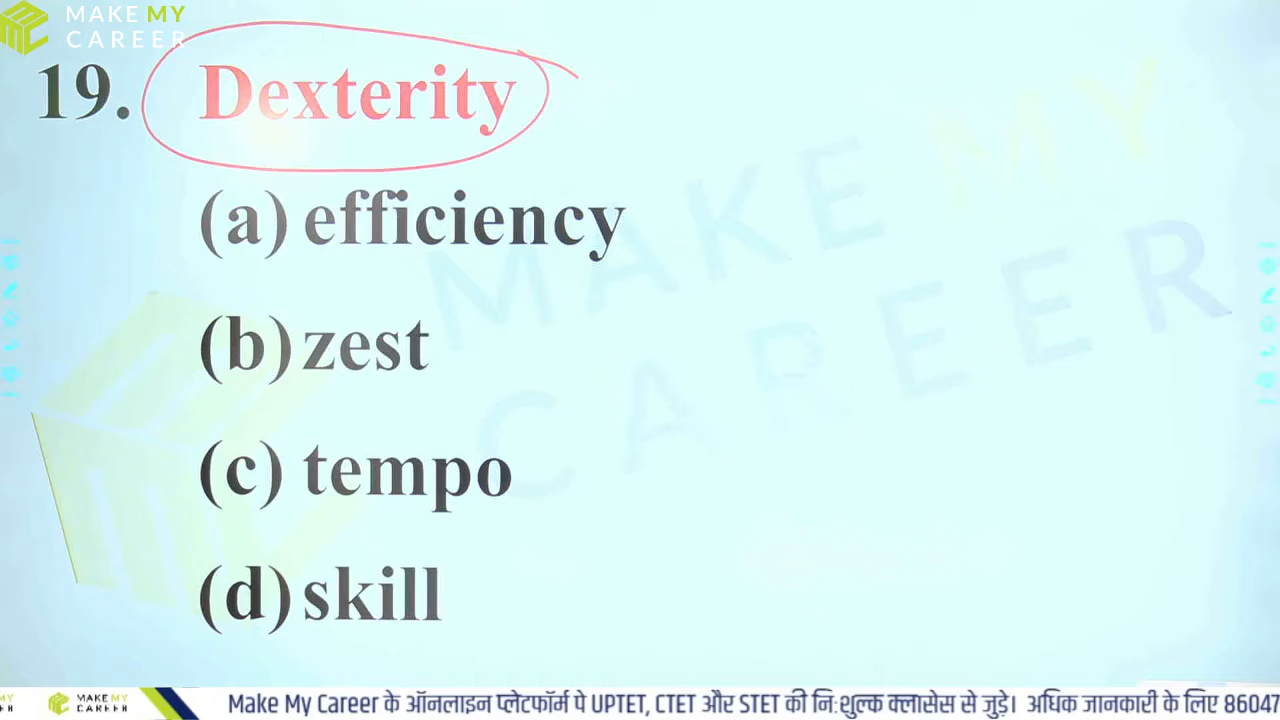 MAKE MY
CAREER
19. Dexterity
(a) efficiency
(b) zest
(c) tempo
(d) skill
MAKE MY
CAREER
MAKE MY
CAREER
Make My Career के ऑनलाइन प्लेटफॉर्म पे UPTET, CTET और STET की नि:शुल्क क्लासेस से जुड़े। अधिक जानकारी के लिए 86047